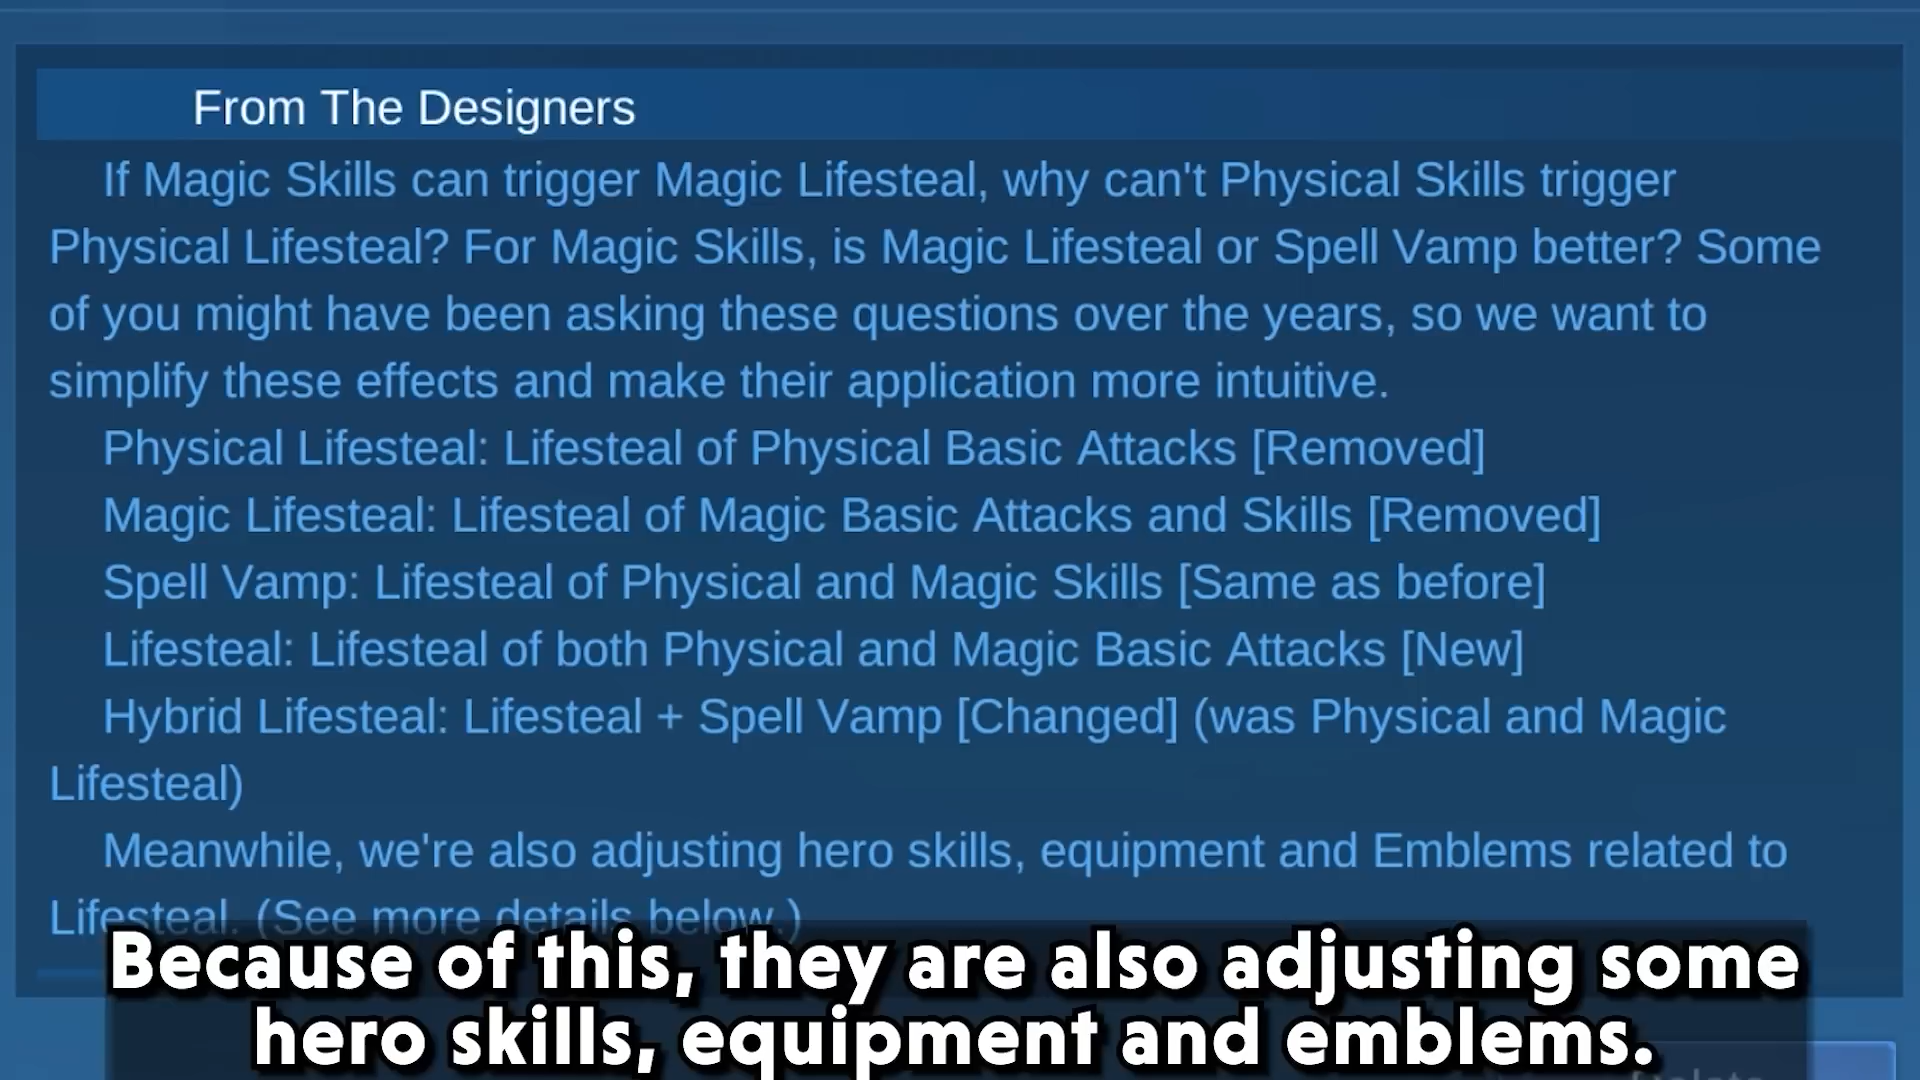 From The Designers
If Magic Skills can trigger Magic Lifesteal, why can't Physical Skills trigger
Physical Lifesteal? For Magic Skills, is Magic Lifesteal or Spell Vamp better? Some
of you might have been asking these questions over the years, so we want to
simplify these effects and make their application more intuitive.
Physical Lifesteal: Lifesteal of Physical Basic Attacks [Removed]
Magic Lifesteal: Lifesteal of Magic Basic Attacks and Skills [Removed]
Spell Vamp: Lifesteal of Physical and Magic Skills [Same as before]
Lifesteal: Lifesteal of both Physical and Magic Basic Attacks [New]
Hybrid Lifesteal: Lifesteal + Spell Vamp [Changed] (was Physical and Magic
Lifesteal)
Meanwhile, we're also adjusting hero skills, equipment and Emblems related to
Lifesteal. (See more details below.)
Because of this, they are also adjusting some
hero skills, equipment and emblems.